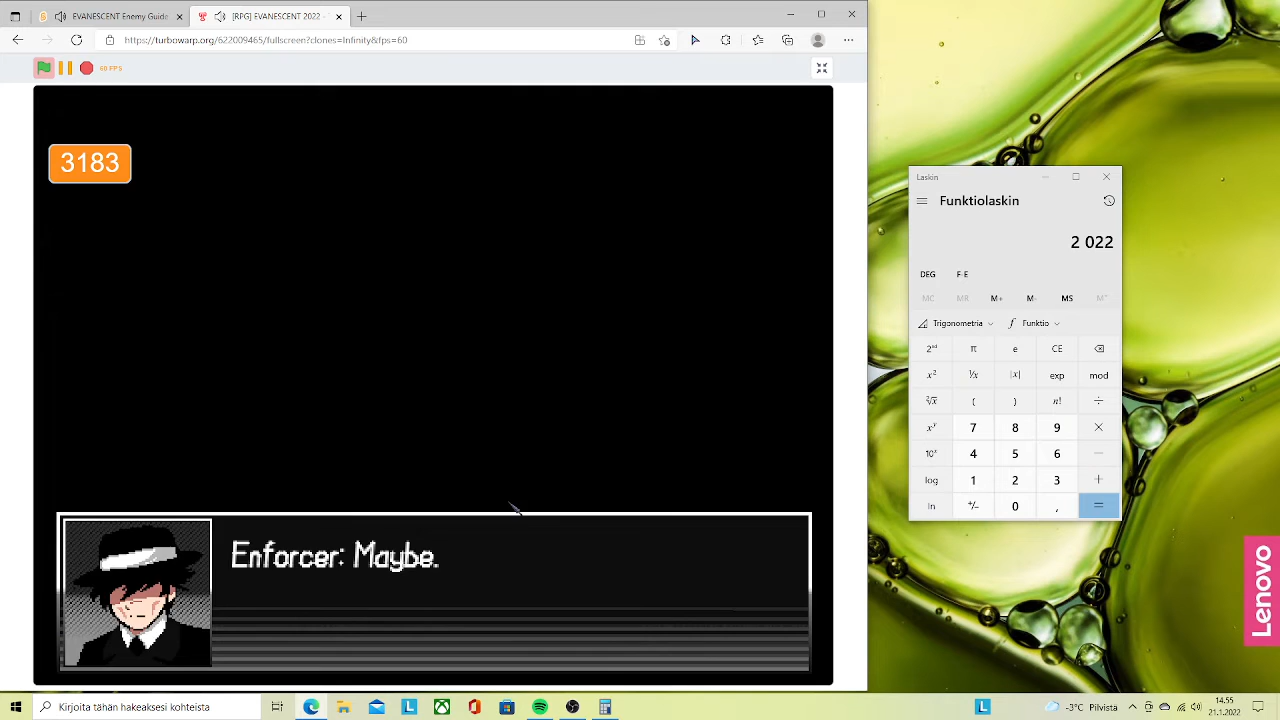 EVANESCENT Enemy Guide
[RPG] EVANESCENT 2022 -
https://turbowarp.org/622009465/fullscreen?clones=Infinity&fps=60
60 FPS
3183
Enforcer: Maybe.
Laskin
Funktiolaskin
2 022
DEG F-E
MC MR M+ M- MS M˅
Trigonometria Funktio
2ⁿᵈ π e CE
x² ¹/x |x| exp mod
²√x ( ) n! ÷
xʸ 7 8 9 ×
10ˣ 4 5 6 −
log 1 2 3 +
ln +/− 0 , =
Lenovo
Kirjoita tähän hakeaksesi kohteita
L
L
-3°C Pilvistä
14.55
21.1.2022